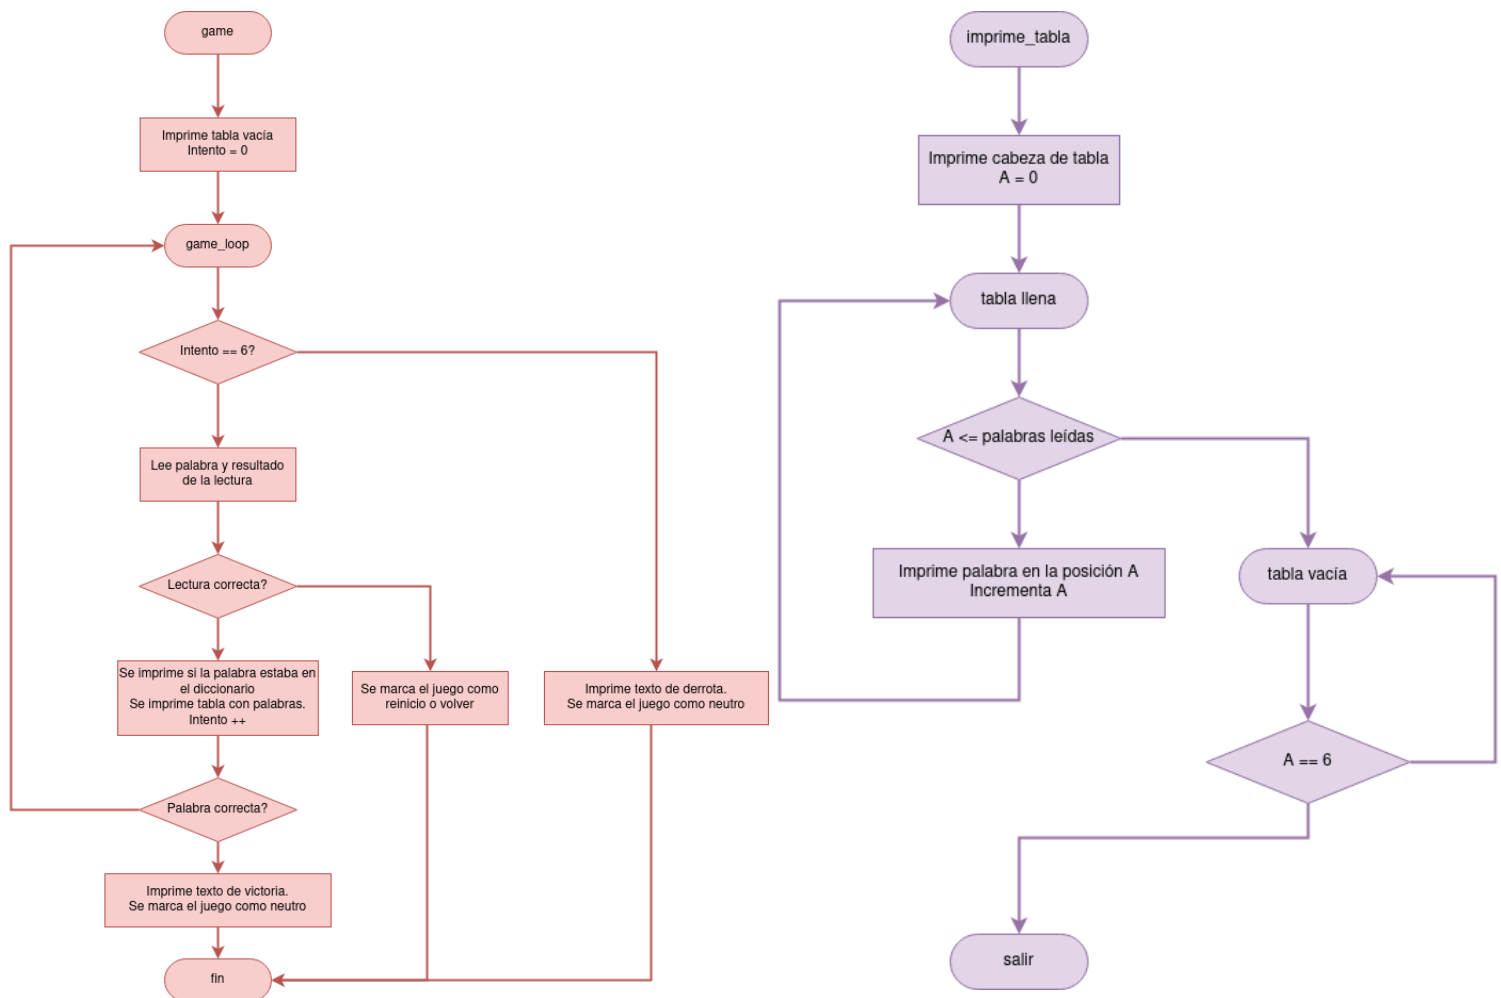 game
Imprime tabla vacía
Intento = 0
game_loop
Intento == 6?
Lee palabra y resultado
de la lectura
Lectura correcta?
Se imprime si la palabra estaba en
el diccionario
Se imprime tabla con palabras.
Intento ++
Se marca el juego como
reinicio o volver
Imprime texto de derrota.
Se marca el juego como neutro
Palabra correcta?
Imprime texto de victoria.
Se marca el juego como neutro
fin
imprime_tabla
Imprime cabeza de tabla
A = 0
tabla llena
A <= palabras leídas
Imprime palabra en la posición A
Incrementa A
tabla vacía
A == 6
salir